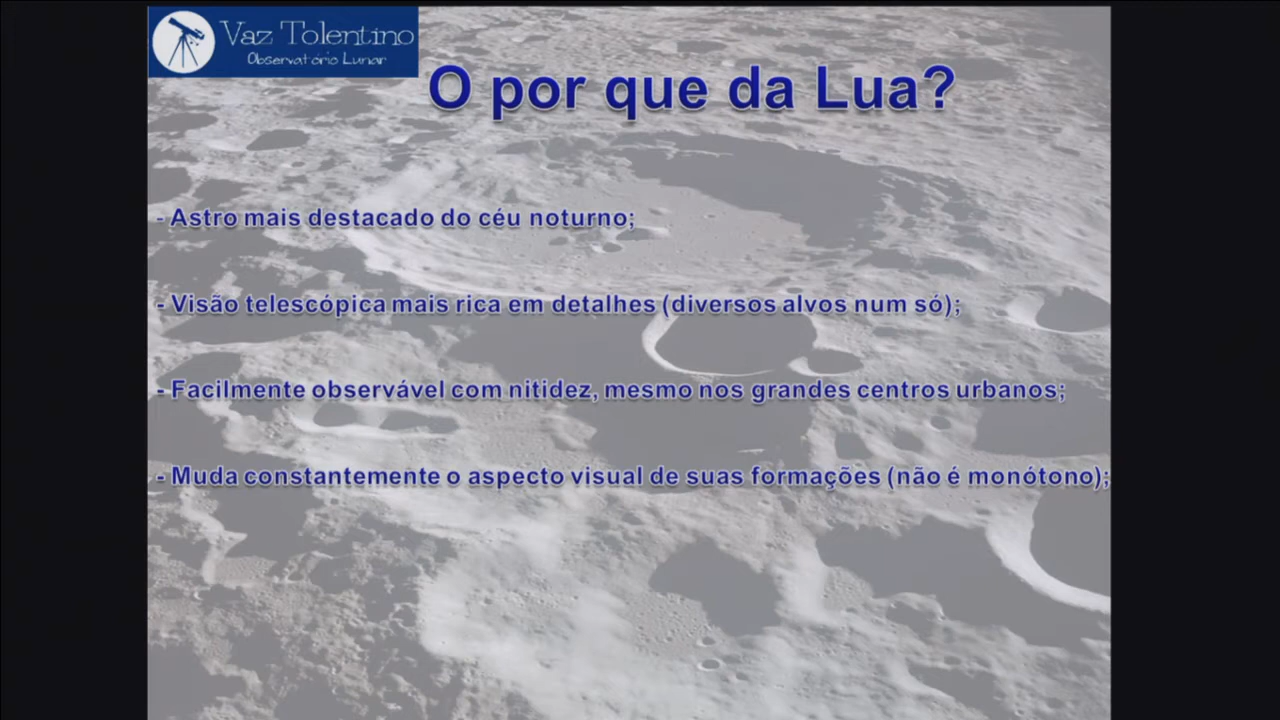 Vaz Tolentino
Observatório Lunar
O por que da Lua?
- Astro mais destacado do céu noturno;
- Visão telescópica mais rica em detalhes (diversos alvos num só);
- Facilmente observável com nitidez, mesmo nos grandes centros urbanos;
- Muda constantemente o aspecto visual de suas formações (não é monótono);